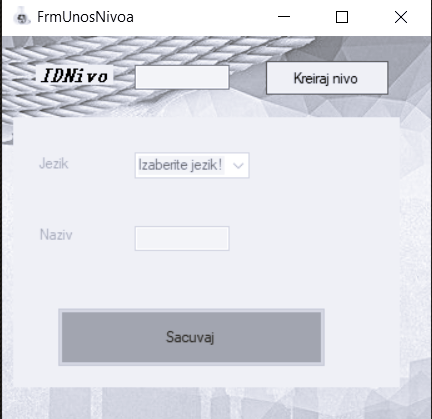 FrmUnosNivoa
IDNivo
Kreiraj nivo
Jezik
Izaberite jezik!
Naziv
Sacuvaj